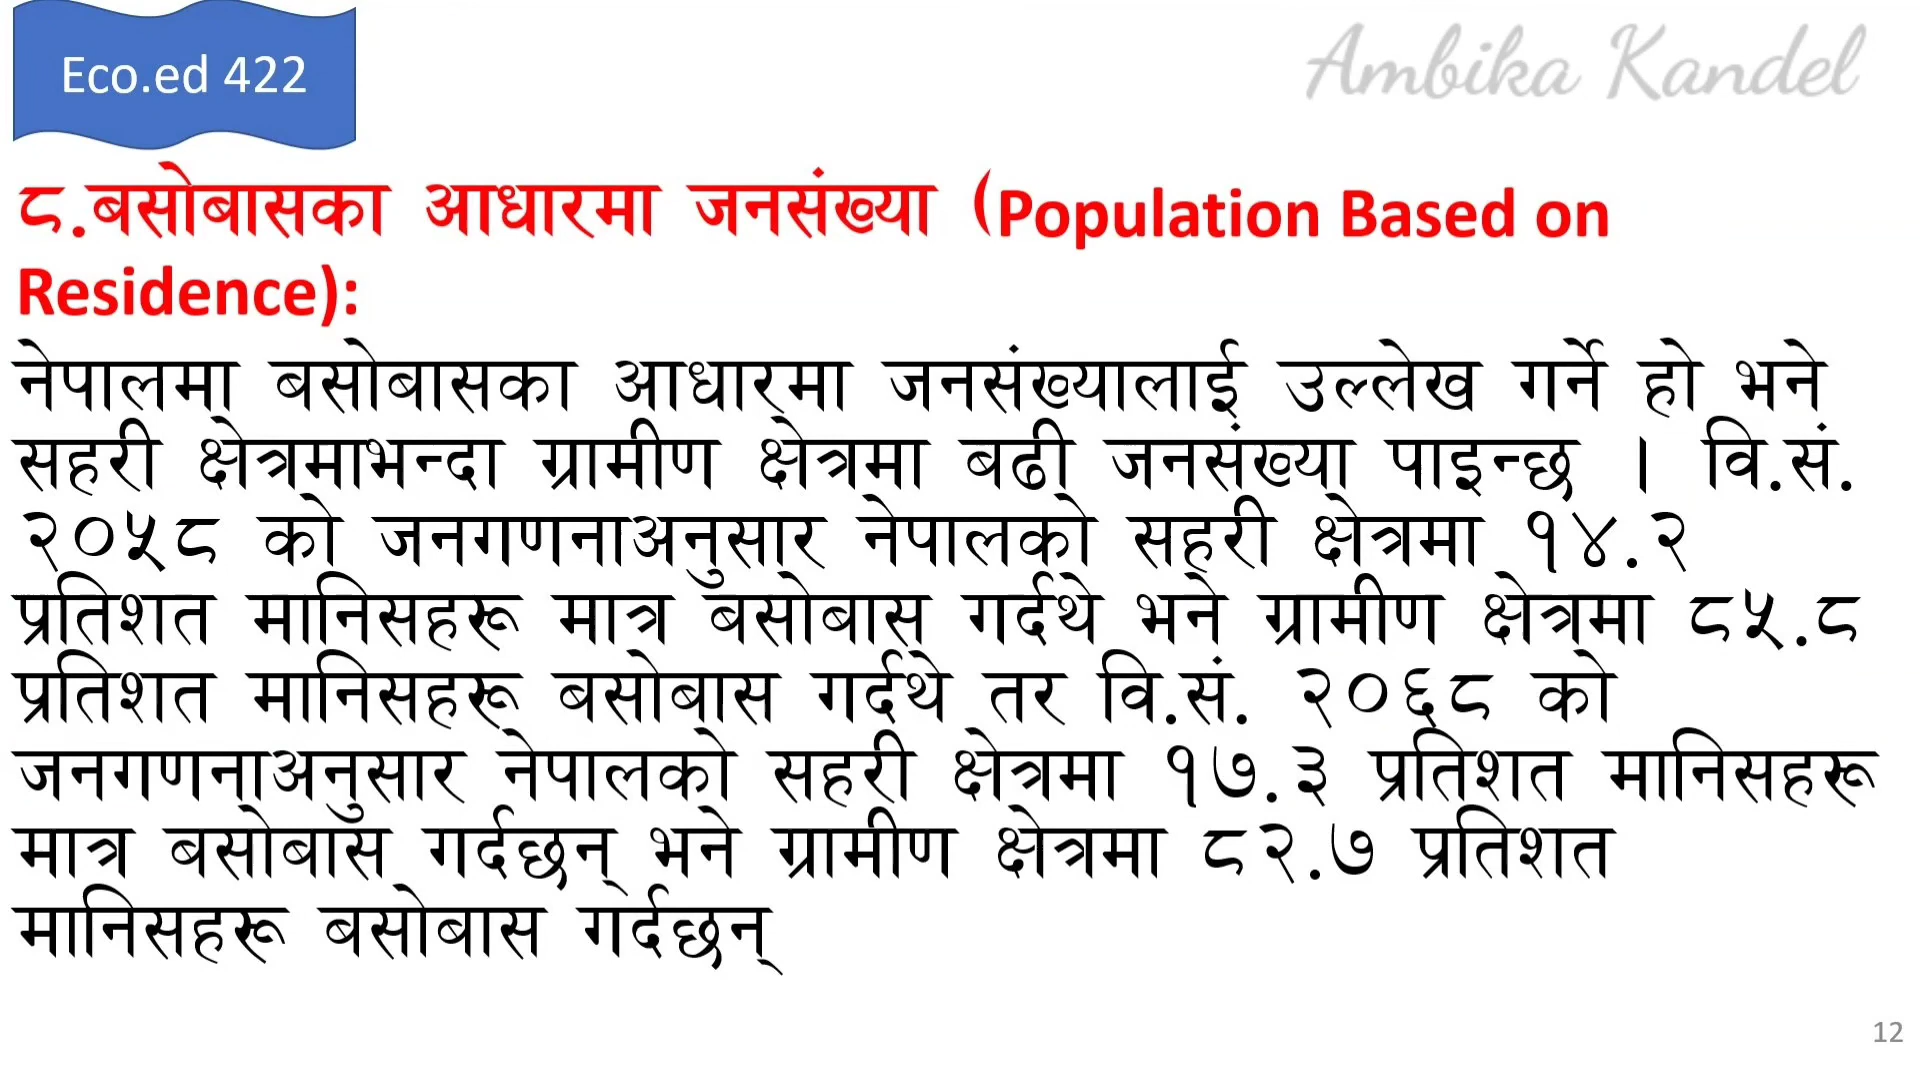 Eco.ed 422
Ambika Kandel
८.बसोबासका आधारमा जनसंख्या (Population Based on
Residence):
नेपालमा बसोबासका आधारमा जनसंख्यालाई उल्लेख गर्ने हो भने
सहरी क्षेत्रमाभन्दा ग्रामीण क्षेत्रमा बढी जनसंख्या पाइन्छ । वि.सं.
२०५८ को जनगणनाअनुसार नेपालको सहरी क्षेत्रमा १४.२
प्रतिशत मानिसहरू मात्र बसोबास गर्दथे भने ग्रामीण क्षेत्रमा ८५.८
प्रतिशत मानिसहरू बसोबास गर्दथे तर वि.सं. २०६८ को
जनगणनाअनुसार नेपालको सहरी क्षेत्रमा १७.३ प्रतिशत मानिसहरू
मात्र बसोबास गर्दछन् भने ग्रामीण क्षेत्रमा ८२.७ प्रतिशत
मानिसहरू बसोबास गर्दछन्
12